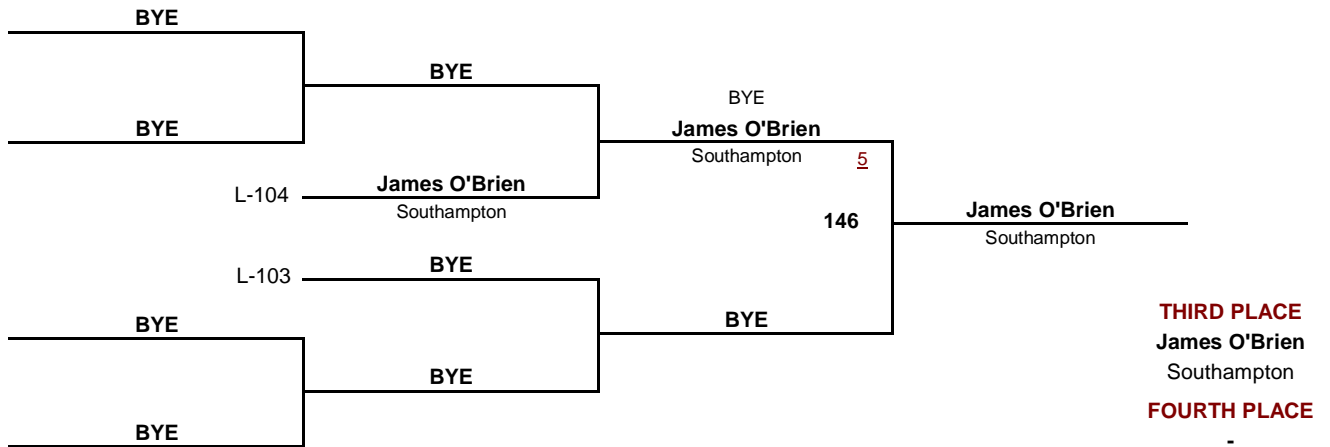 BYE
BYE
BYE
BYE
James O'Brien
Southampton
5
L-104
James O'Brien
Southampton
146
James O'Brien
Southampton
L-103
BYE
BYE
BYE
BYE
BYE
THIRD PLACE
James O'Brien
Southampton
FOURTH PLACE
-